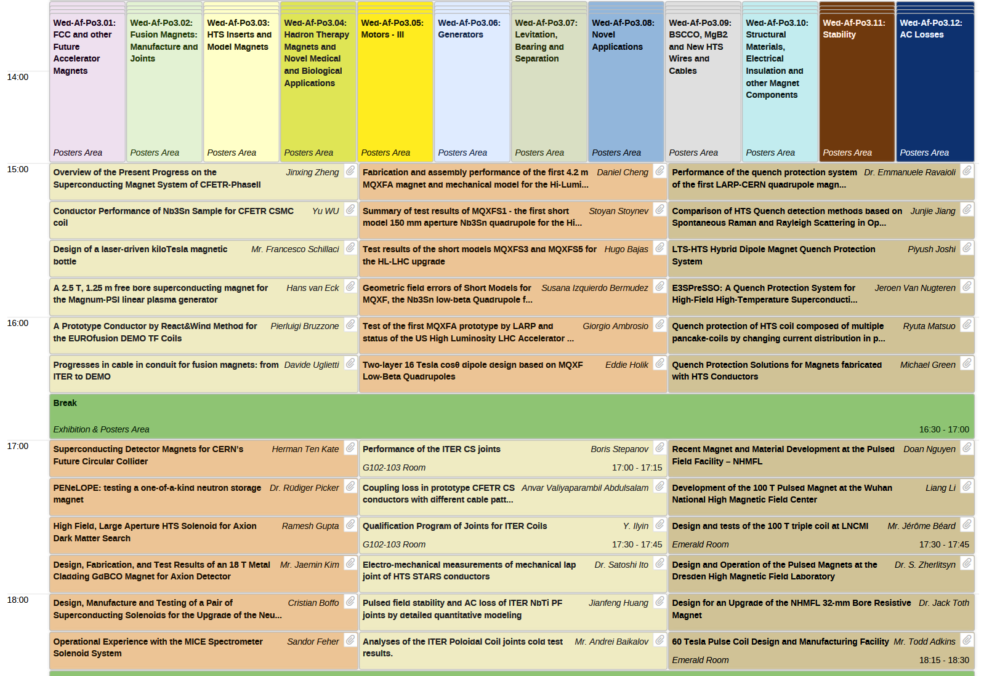 Wed-Af-Po3.01:
FCC and other
Future
Accelerator
Magnets
Posters Area
Wed-Af-Po3.02:
Fusion Magnets:
Manufacture and
Joints
Posters Area
Wed-Af-Po3.03:
HTS Inserts and
Model Magnets
Posters Area
Wed-Af-Po3.04:
Hadron Therapy
Magnets and
Novel Medical
and Biological
Applications
Posters Area
Wed-Af-Po3.05:
Motors - III
Posters Area
Wed-Af-Po3.06:
Generators
Posters Area
Wed-Af-Po3.07:
Levitation,
Bearing and
Separation
Posters Area
Wed-Af-Po3.08:
Novel
Applications
Posters Area
Wed-Af-Po3.09:
BSCCO, MgB2
and New HTS
Wires and
Cables
Posters Area
Wed-Af-Po3.10:
Structural
Materials,
Electrical
Insulation and
other Magnet
Components
Posters Area
Wed-Af-Po3.11:
Stability
Posters Area
Wed-Af-Po3.12:
AC Losses
Posters Area
14:00
15:00
Overview of the Present Progress on the Jinxing Zheng
Superconducting Magnet System of CFETR-PhaseII
Fabrication and assembly performance of the first 4.2 m Daniel Cheng
MQXFA magnet and mechanical model for the Hi-Lumi...
Performance of the quench protection system Dr. Emmanuele Ravaioli
of the first LARP-CERN quadrupole magn...
Conductor Performance of Nb3Sn Sample for CFETR CSMC Yu WU
coil
Summary of test results of MQXFS1 - the first short Stoyan Stoynev
model 150 mm aperture Nb3Sn quadrupole for the Hi...
Comparison of HTS Quench detection methods based on Junjie Jiang
Spontaneous Raman and Rayleigh Scattering in Op...
Design of a laser-driven kiloTesla magnetic Mr. Francesco Schillaci
bottle
Test results of the short models MQXFS3 and MQXFS5 for Hugo Bajas
the HL-LHC upgrade
LTS-HTS Hybrid Dipole Magnet Quench Protection Piyush Joshi
System
A 2.5 T, 1.25 m free bore superconducting magnet for Hans van Eck
the Magnum-PSI linear plasma generator
Geometric field errors of Short Models for Susana Izquierdo Bermudez
MQXF, the Nb3Sn low-beta Quadrupole f...
E3SPreSSO: A Quench Protection System for Jeroen Van Nugteren
High-Field High-Temperature Superconducti...
16:00
A Prototype Conductor by React&Wind Method for Pierluigi Bruzzone
the EUROfusion DEMO TF Coils
Test of the first MQXFA prototype by LARP and Giorgio Ambrosio
status of the US High Luminosity LHC Accelerator ...
Quench protection of HTS coil composed of multiple Ryuta Matsuo
pancake-coils by changing current distribution in p...
Progresses in cable in conduit for fusion magnets: from Davide Uglietti
ITER to DEMO
Two-layer 16 Tesla cosθ dipole design based on MQXF Eddie Holik
Low-Beta Quadrupoles
Quench Protection Solutions for Magnets fabricated Michael Green
with HTS Conductors
Break
Exhibition & Posters Area 16:30 - 17:00
17:00
Superconducting Detector Magnets for CERN's Herman Ten Kate
Future Circular Collider
Performance of the ITER CS joints Boris Stepanov
G102-103 Room 17:00 - 17:15
Recent Magnet and Material Development at the Pulsed Doan Nguyen
Field Facility – NHMFL
PENeLOPE: testing a one-of-a-kind neutron storage Dr. Rüdiger Picker
magnet
Coupling loss in prototype CFETR CS Anvar Valiyaparambil Abdulsalam
conductors with different cable patt...
Development of the 100 T Pulsed Magnet at the Wuhan Liang Li
National High Magnetic Field Center
High Field, Large Aperture HTS Solenoid for Axion Ramesh Gupta
Dark Matter Search
Qualification Program of Joints for ITER Coils Y. Ilyin
G102-103 Room 17:30 - 17:45
Design and tests of the 100 T triple coil at LNCMI Mr. Jérôme Béard
Emerald Room 17:30 - 17:45
Design, Fabrication, and Test Results of an 18 T Metal Mr. Jaemin Kim
Cladding GdBCO Magnet for Axion Detector
Electro-mechanical measurements of mechanical lap Dr. Satoshi Ito
joint of HTS STARS conductors
Design and Operation of the Pulsed Magnets at the Dr. S. Zherlitsyn
Dresden High Magnetic Field Laboratory
18:00
Design, Manufacture and Testing of a Pair of Cristian Boffo
Superconducting Solenoids for the Upgrade of the Neu...
Pulsed field stability and AC loss of ITER NbTi PF Jianfeng Huang
joints by detailed quantitative modeling
Design for an Upgrade of the NHMFL 32-mm Bore Resistive Dr. Jack Toth
Magnet
Operational Experience with the MICE Spectrometer Sandor Feher
Solenoid System
Analyses of the ITER Poloidal Coil joints cold test Mr. Andrei Baikalov
results.
60 Tesla Pulse Coil Design and Manufacturing Facility Mr. Todd Adkins
Emerald Room 18:15 - 18:30